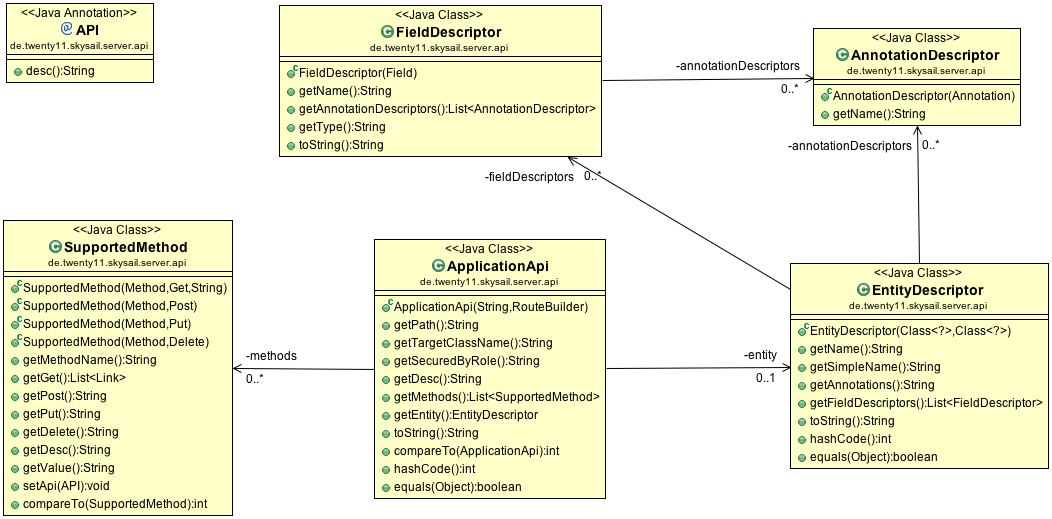 <<Java Annotation>>
API
de.twenty11.skysail.server.api
desc():String
<<Java Class>>
FieldDescriptor
de.twenty11.skysail.server.api
FieldDescriptor(Field)
getName():String
getAnnotationDescriptors():List<AnnotationDescriptor>
getType():String
toString():String
-annotationDescriptors
0..*
<<Java Class>>
AnnotationDescriptor
de.twenty11.skysail.server.api
AnnotationDescriptor(Annotation)
getName():String
-annotationDescriptors
0..*
-fieldDescriptors
0..*
<<Java Class>>
SupportedMethod
de.twenty11.skysail.server.api
SupportedMethod(Method,Get,String)
SupportedMethod(Method,Post)
SupportedMethod(Method,Put)
SupportedMethod(Method,Delete)
getMethodName():String
getGet():List<Link>
getPost():String
getPut():String
getDelete():String
getDesc():String
getValue():String
setApi(API):void
compareTo(SupportedMethod):int
-methods
0..*
<<Java Class>>
ApplicationApi
de.twenty11.skysail.server.api
ApplicationApi(String,RouteBuilder)
getPath():String
getTargetClassName():String
getSecuredByRole():String
getDesc():String
getMethods():List<SupportedMethod>
getEntity():EntityDescriptor
toString():String
compareTo(ApplicationApi):int
hashCode():int
equals(Object):boolean
-entity
0..1
<<Java Class>>
EntityDescriptor
de.twenty11.skysail.server.api
EntityDescriptor(Class<?>,Class<?>)
getName():String
getSimpleName():String
getAnnotations():String
getFieldDescriptors():List<FieldDescriptor>
toString():String
hashCode():int
equals(Object):boolean